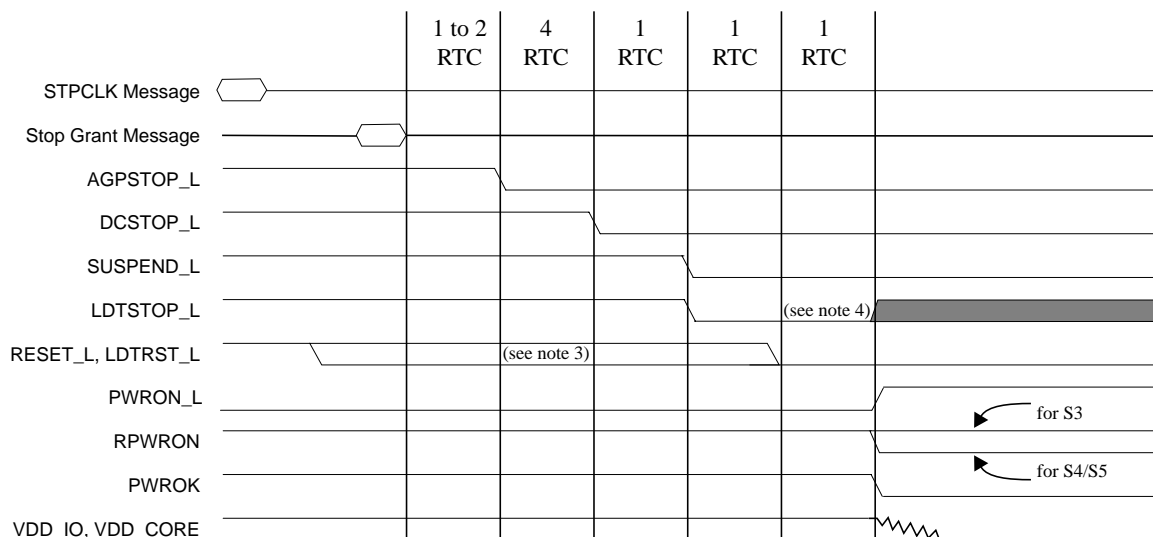 1 to 2 4 1 1 1
RTC RTC RTC RTC RTC
STPCLK Message
Stop Grant Message
AGPSTOP_L
DCSTOP_L
SUSPEND_L
LDTSTOP_L (see note 4)
RESET_L, LDTRST_L (see note 3)
PWRON_L
for S3
RPWRON
for S4/S5
PWROK
VDD_IO, VDD_CORE